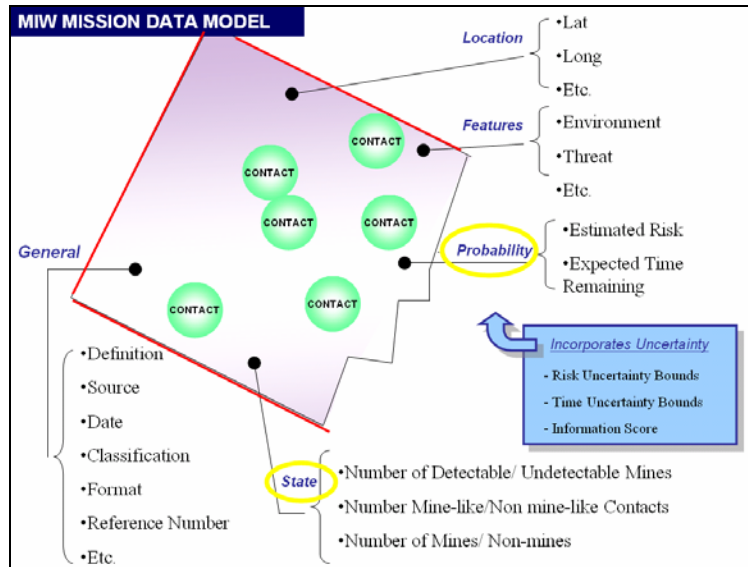 MIW MISSION DATA MODEL
Location
•Lat
•Long
•Etc.
Features
•Environment
•Threat
•Etc.
CONTACT
CONTACT
CONTACT
CONTACT
CONTACT
CONTACT
General
Probability
•Estimated Risk
•Expected Time
Remaining
Incorporates Uncertainty
- Risk Uncertainty Bounds
- Time Uncertainty Bounds
- Information Score
•Definition
•Source
•Date
•Classification
•Format
•Reference Number
•Etc.
State
•Number of Detectable/ Undetectable Mines
•Number Mine-like/Non mine-like Contacts
•Number of Mines/ Non-mines